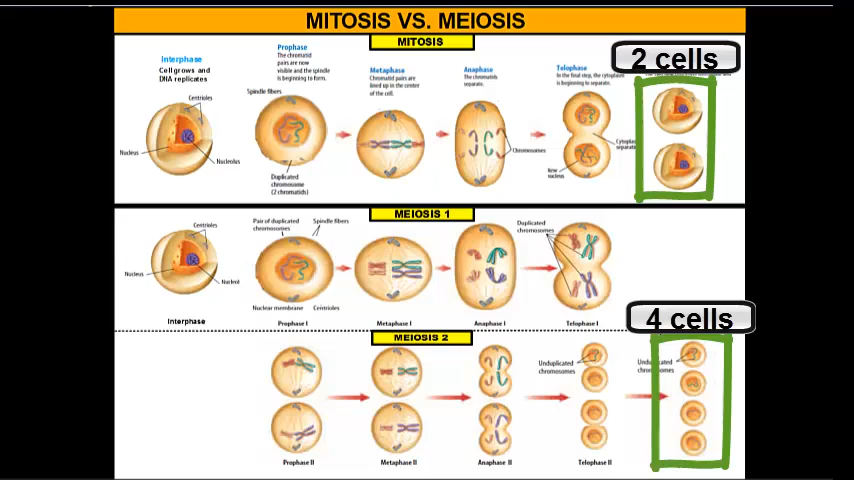 MITOSIS VS. MEIOSIS
MITOSIS
Interphase
Cell grows and
DNA replicates
Centrioles
Nucleus
Nucleolus
Prophase
The chromatid
pairs are now
visible and the spindle
is beginning to form.
Spindle fibers
Duplicated
chromosome
(2 chromatids)
Metaphase
Chromatid pairs are
lined up in the center
of the cell.
Anaphase
The chromatids
separate.
Chromosomes
Telophase
In the final step, the cytoplasm
is beginning to separate.
New
nucleus
2 cells
MEIOSIS 1
Centrioles
Nucleus
Interphase
Pair of duplicated
chromosomes
Spindle fibers
Nuclear membrane
Centrioles
Prophase I
Metaphase I
Anaphase I
Duplicated
chromosomes
Telophase I
4 cells
MEIOSIS 2
Prophase II
Metaphase II
Anaphase II
Unduplicated
chromosomes
Telophase II